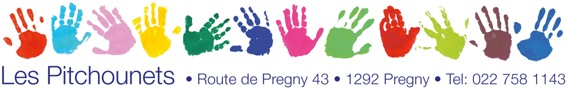 Les Pitchounets • Route de Pregny 43 • 1292 Pregny • Tel: 022 758 1143